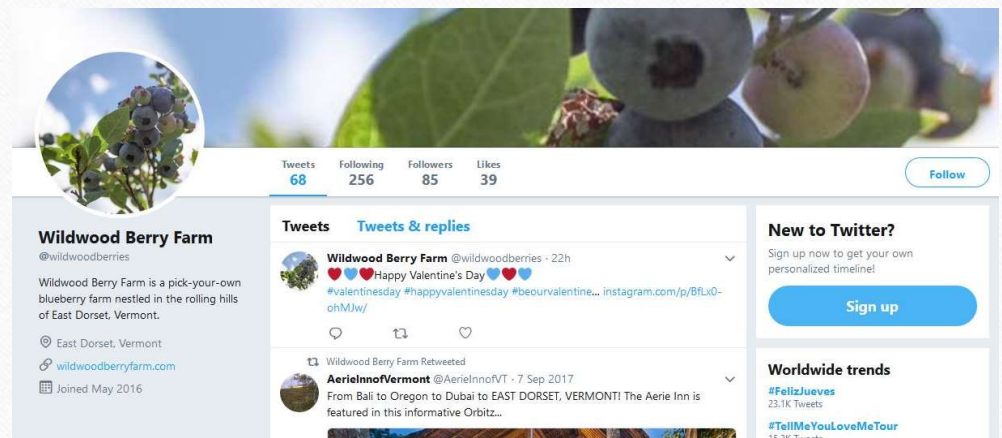 Tweets Following Followers Likes
68 256 85 39
Follow
Wildwood Berry Farm
@wildwoodberries
Wildwood Berry Farm is a pick-your-own
blueberry farm nestled in the rolling hills
of East Dorset, Vermont.
East Dorset, Vermont
wildwoodberryfarm.com
Joined May 2016
Tweets Tweets & replies
Wildwood Berry Farm @wildwoodberries · 22h
❤️💙❤️Happy Valentine's Day💙❤️💙
#valentinesday #happyvalentinesday #beourvalentine... instagram.com/p/BfLx0-
ohMJw/
Wildwood Berry Farm Retweeted
AerieInnofVermont @AerieInnofVT · 7 Sep 2017
From Bali to Oregon to Dubai to EAST DORSET, VERMONT! The Aerie Inn is
featured in this informative Orbitz...
New to Twitter?
Sign up now to get your own
personalized timeline!
Sign up
Worldwide trends
#FelizJueves
23.1K Tweets
#TellMeYouLoveMeTour